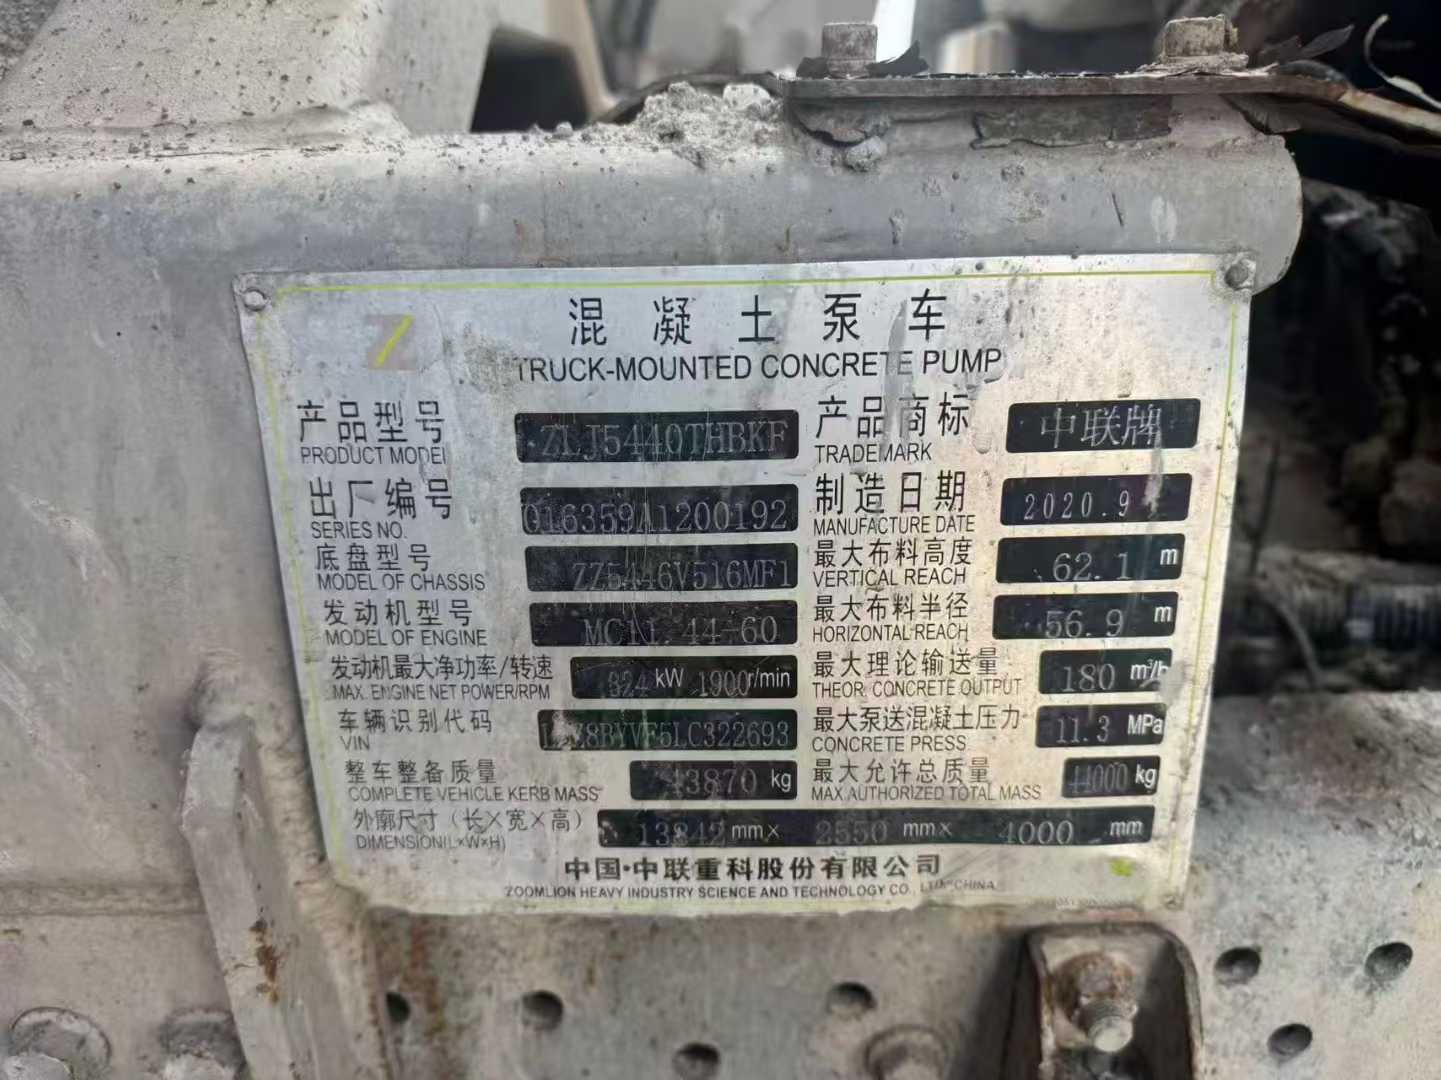 混凝土泵车
TRUCK-MOUNTED CONCRETE PUMP
产品型号 ZLJ5440THBKF 产品商标 中联牌
PRODUCT MODEL TRADEMARK
出厂编号 016359A1200192 制造日期 2020.9
SERIES NO. MANUFACTURE DATE
底盘型号 ZZ5446V516MF1 最大布料高度 62.1 m
MODEL OF CHASSIS VERTICAL REACH
发动机型号 MC11.44-60 最大布料半径 56.9 m
MODEL OF ENGINE HORIZONTAL REACH
发动机最大净功率/转速 kW 1900r/min 最大理论输送量 180 m³/h
MAX. ENGINE NET POWER/RPM THEOR. CONCRETE OUTPUT
车辆识别代码 最大泵送混凝土压力 11.3 MPa
VIN CONCRETE PRESS
整车整备质量 43870 kg 最大允许总质量 44000 kg
COMPLETE VEHICLE KERB MASS MAX AUTHORIZED TOTAL MASS
外廓尺寸（长×宽×高） 13842 mm× 2550 mm× 4000 mm
DIMENSION(L×W×H)
中国·中联重科股份有限公司
ZOOMLION HEAVY INDUSTRY SCIENCE AND TECHNOLOGY CO., LTD. CHINA